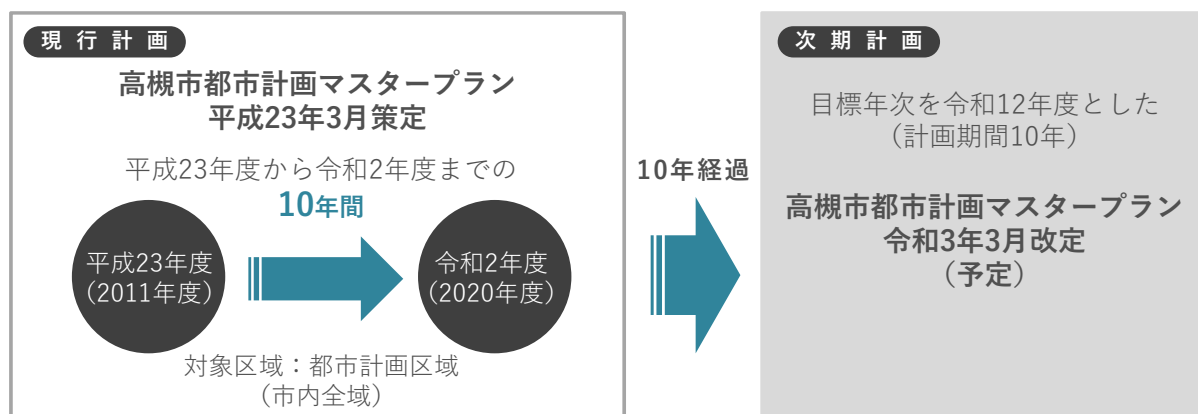 現行計画
高槻市都市計画マスタープラン
平成23年3月策定
平成23年度から令和2年度までの
10年間
平成23年度
(2011年度)
令和2年度
(2020年度)
対象区域：都市計画区域
（市内全域）
10年経過
次期計画
目標年次を令和12年度とした
（計画期間10年）
高槻市都市計画マスタープラン
令和3年3月改定
（予定）